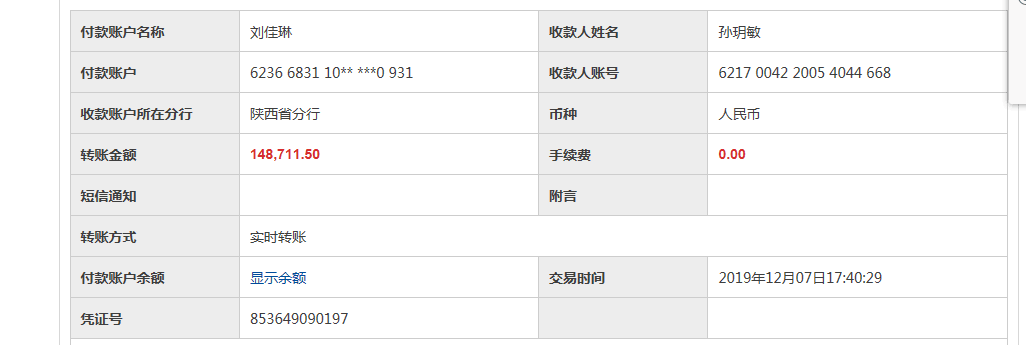 付款账户名称 刘佳琳 收款人姓名 孙玥敏
付款账户 6236 6831 10** ***0 931 收款人账号 6217 0042 2005 4044 668
收款账户所在分行 陕西省分行 币种 人民币
转账金额 148,711.50 手续费 0.00
短信通知 附言
转账方式 实时转账
付款账户余额 显示余额 交易时间 2019年12月07日17:40:29
凭证号 853649090197